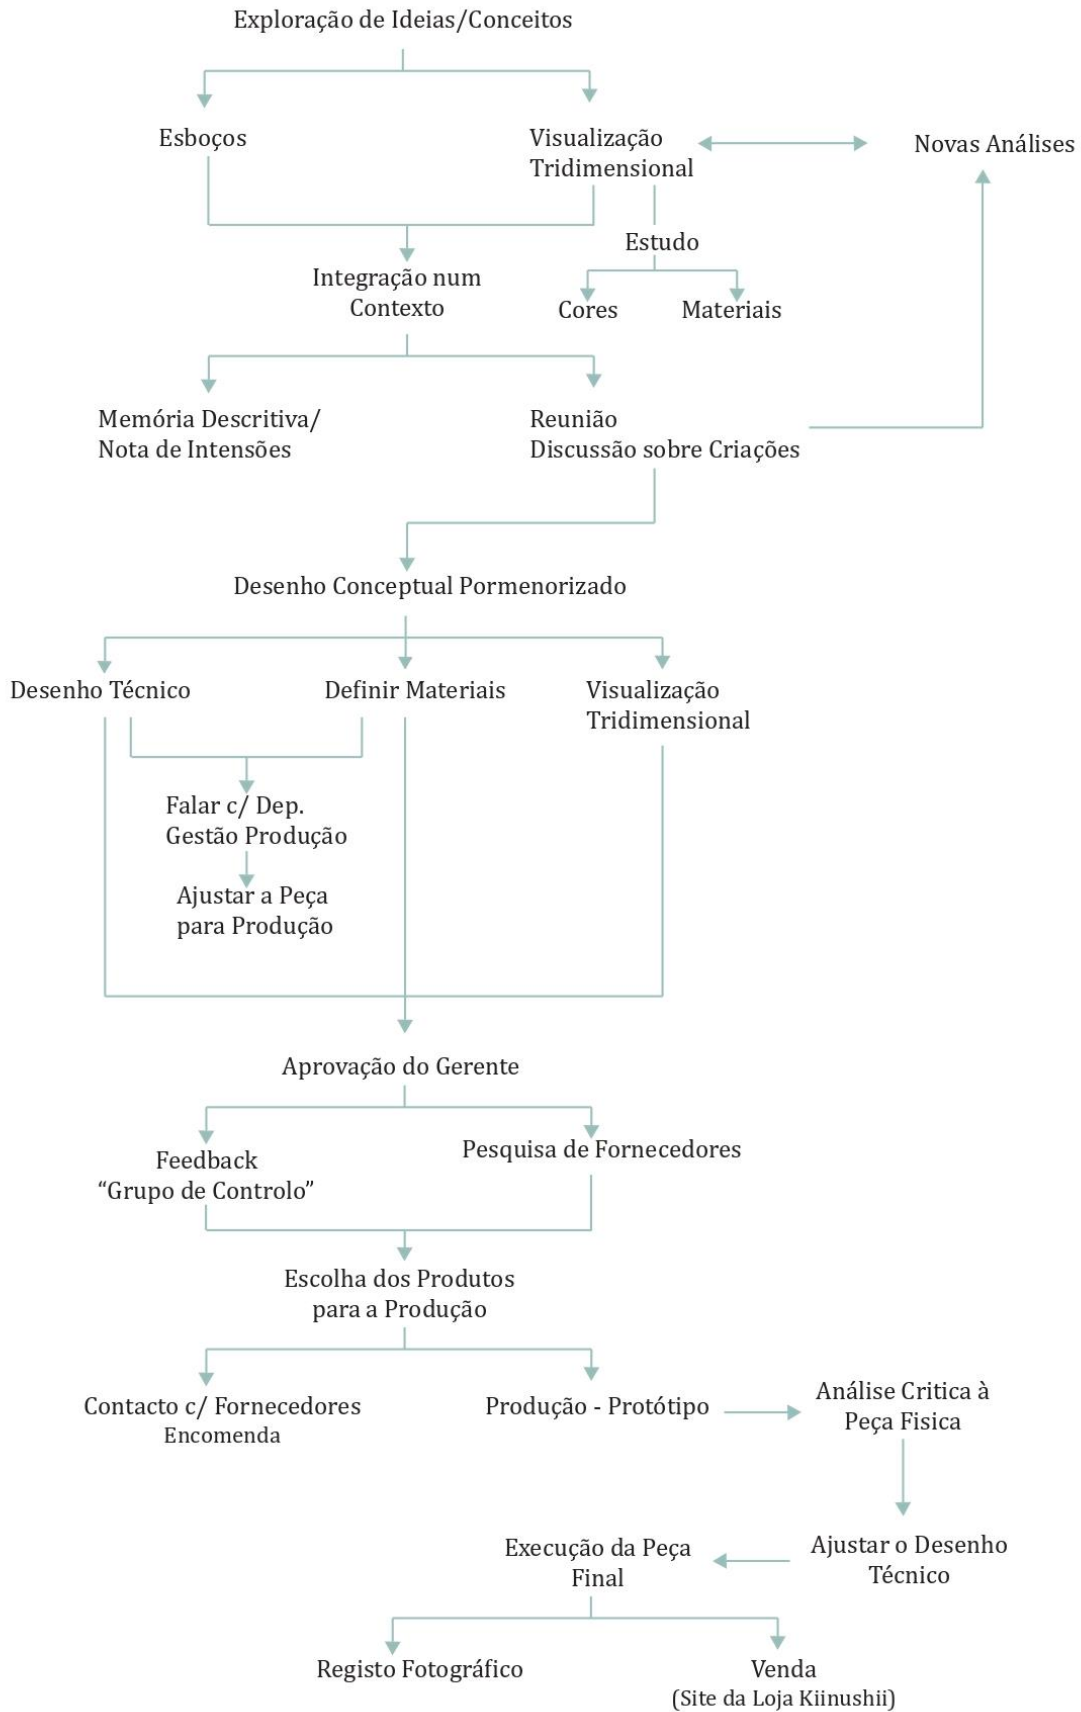 Exploração de Ideias/Conceitos
Esboços
Visualização
Tridimensional
Novas Análises
Estudo
Cores
Materiais
Integração num
Contexto
Memória Descritiva/
Nota de Intensões
Reunião
Discussão sobre Criações
Desenho Conceptual Pormenorizado
Desenho Técnico
Definir Materiais
Visualização
Tridimensional
Falar c/ Dep.
Gestão Produção
Ajustar a Peça
para Produção
Aprovação do Gerente
Feedback
“Grupo de Controlo”
Pesquisa de Fornecedores
Escolha dos Produtos
para a Produção
Contacto c/ Fornecedores
Encomenda
Produção - Protótipo
Análise Critica à
Peça Fisica
Ajustar o Desenho
Técnico
Execução da Peça
Final
Registo Fotográfico
Venda
(Site da Loja Kiinushii)